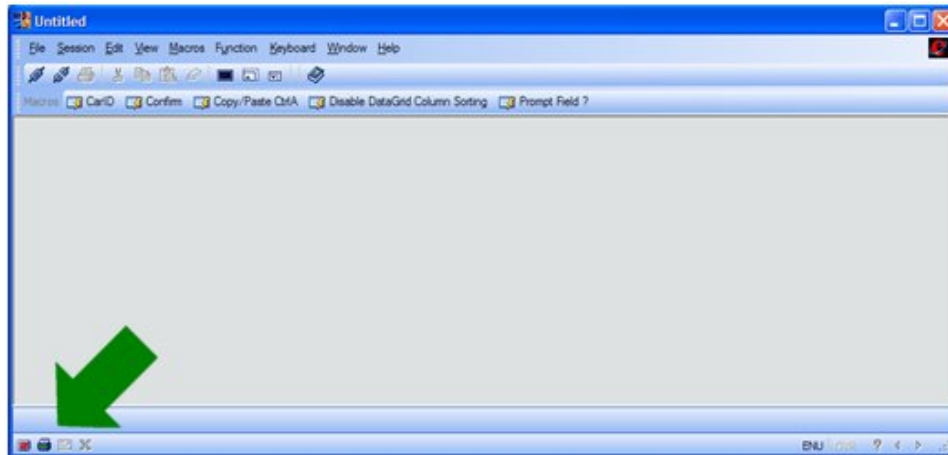 Untitled
File Session Edit View Macros Function Keyboard Window Help
Macros CarID Confirm Copy/Paste CtrlA Disable DataGrid Column Sorting Prompt Field ?
ENU OVR ?